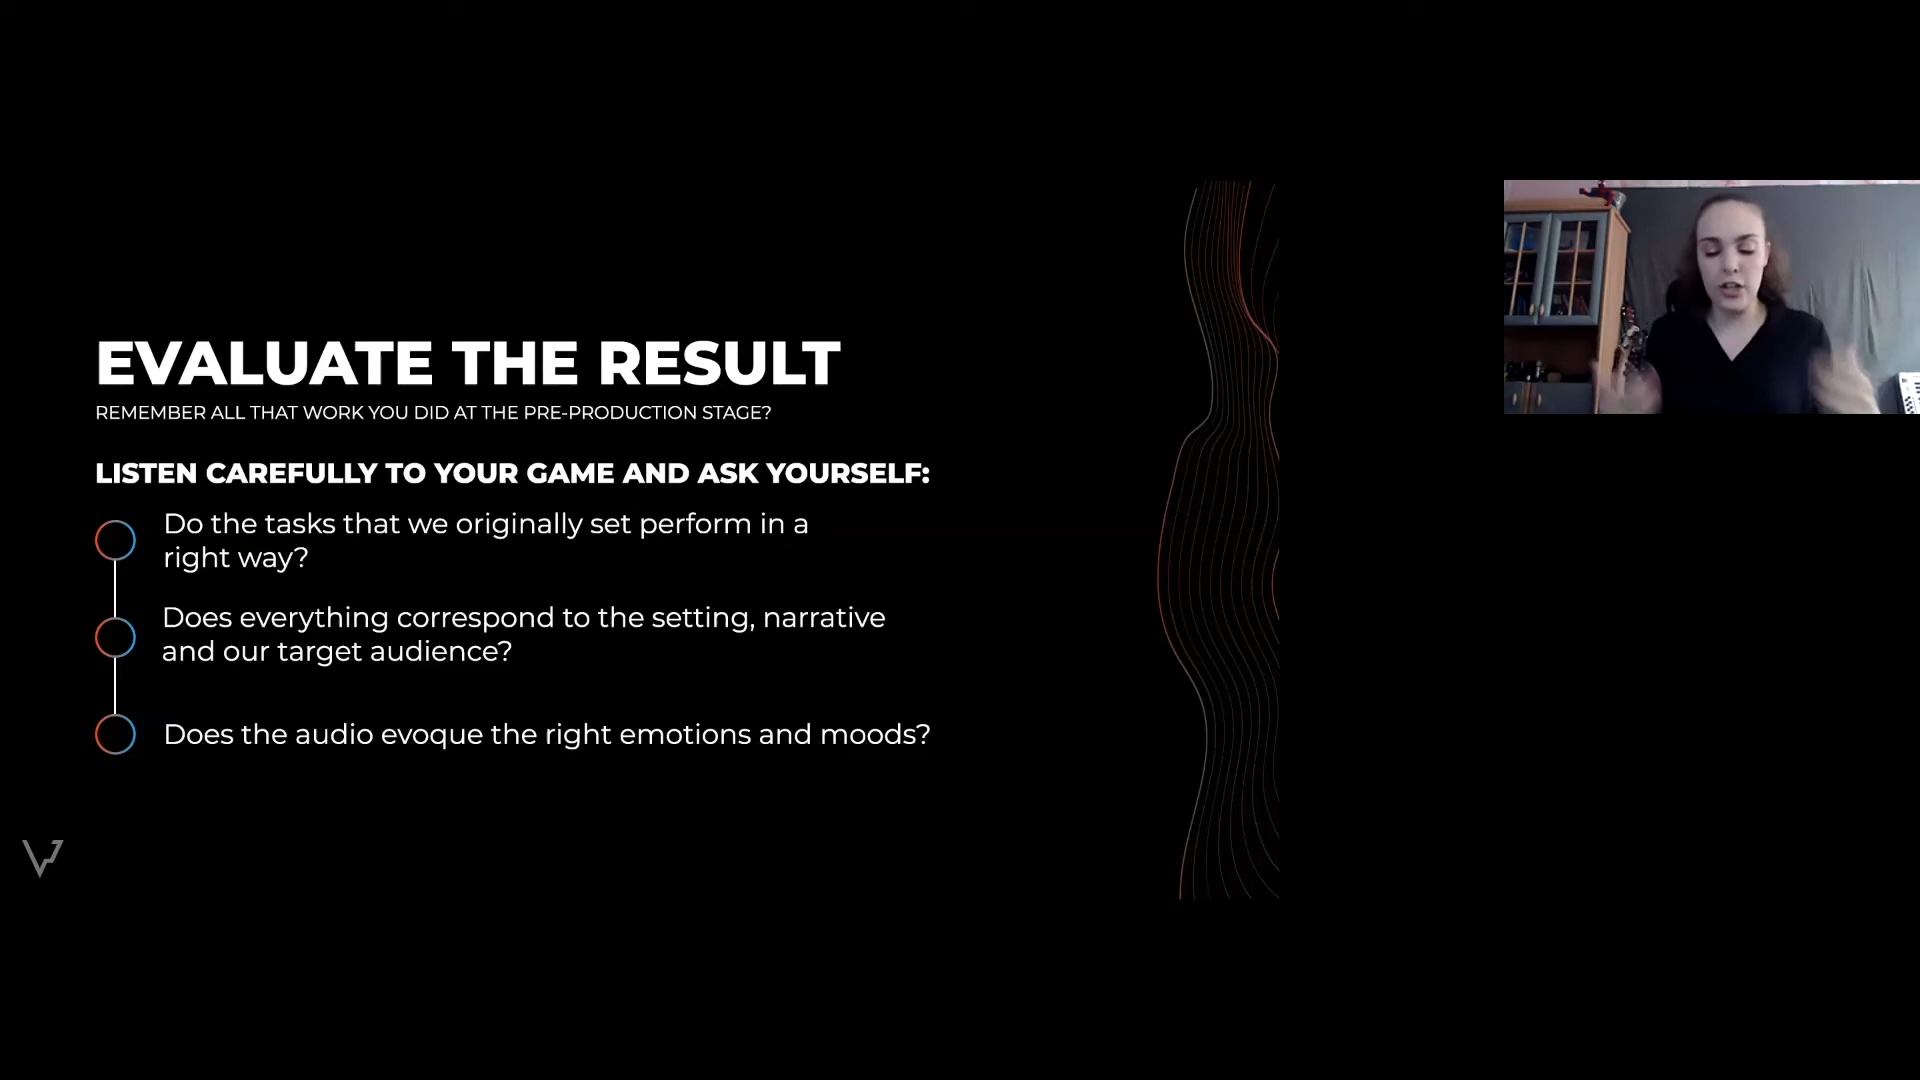 EVALUATE THE RESULT
REMEMBER ALL THAT WORK YOU DID AT THE PRE-PRODUCTION STAGE?
LISTEN CAREFULLY TO YOUR GAME AND ASK YOURSELF:
Do the tasks that we originally set perform in a
right way?
Does everything correspond to the setting, narrative
and our target audience?
Does the audio evoque the right emotions and moods?